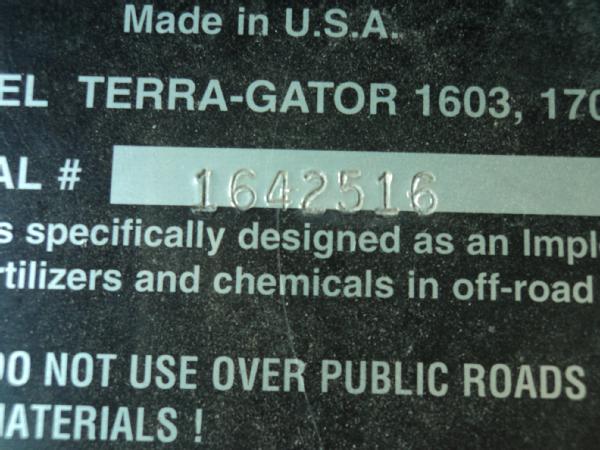 Made in U.S.A.
EL TERRA-GATOR 1603, 170
AL # 1642516
s specifically designed as an Imple
rtilizers and chemicals in off-road
DO NOT USE OVER PUBLIC ROADS
MATERIALS !